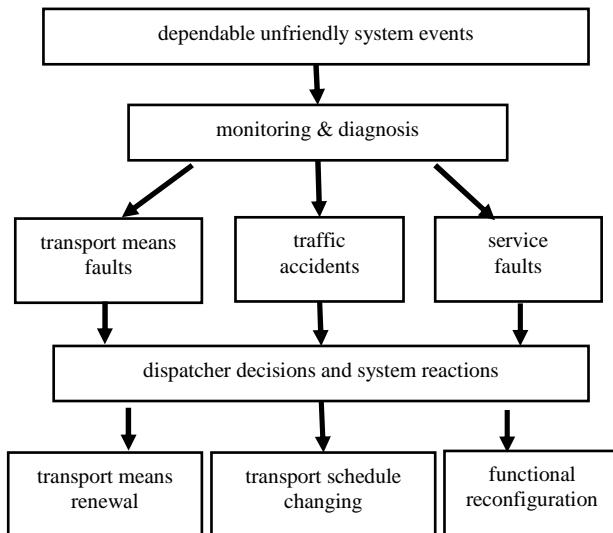 dependable unfriendly system events
monitoring & diagnosis
transport means
faults
traffic
accidents
service
faults
dispatcher decisions and system reactions
transport means
renewal
transport schedule
changing
functional
reconfiguration